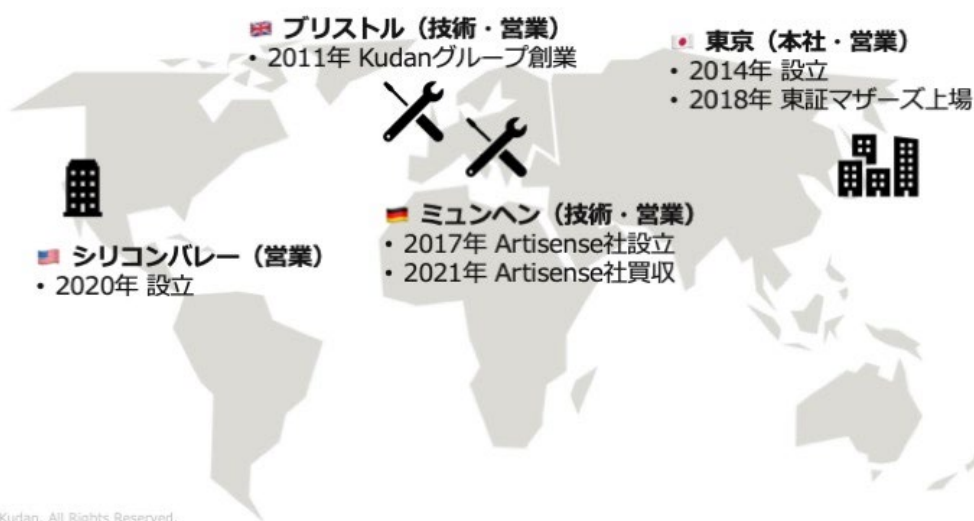 ブリストル（技術・営業）
• 2011年 Kudanグループ創業
東京（本社・営業）
• 2014年 設立
• 2018年 東証マザーズ上場
ミュンヘン（技術・営業）
• 2017年 Artisense社設立
• 2021年 Artisense社買収
シリコンバレー（営業）
• 2020年 設立
Kudan. All Rights Reserved.